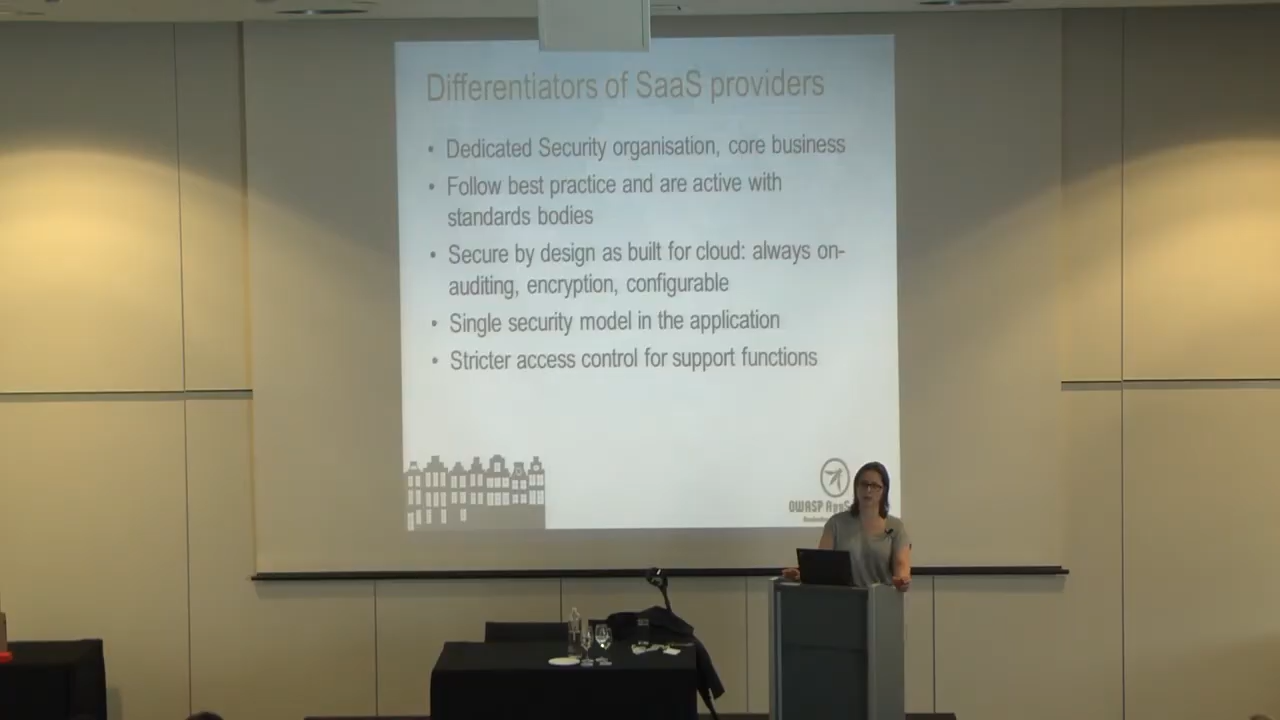 Differentiators of SaaS providers
• Dedicated Security organisation, core business
• Follow best practice and are active with
standards bodies
• Secure by design as built for cloud: always on-
auditing, encryption, configurable
• Single security model in the application
• Stricter access control for support functions
OWASP